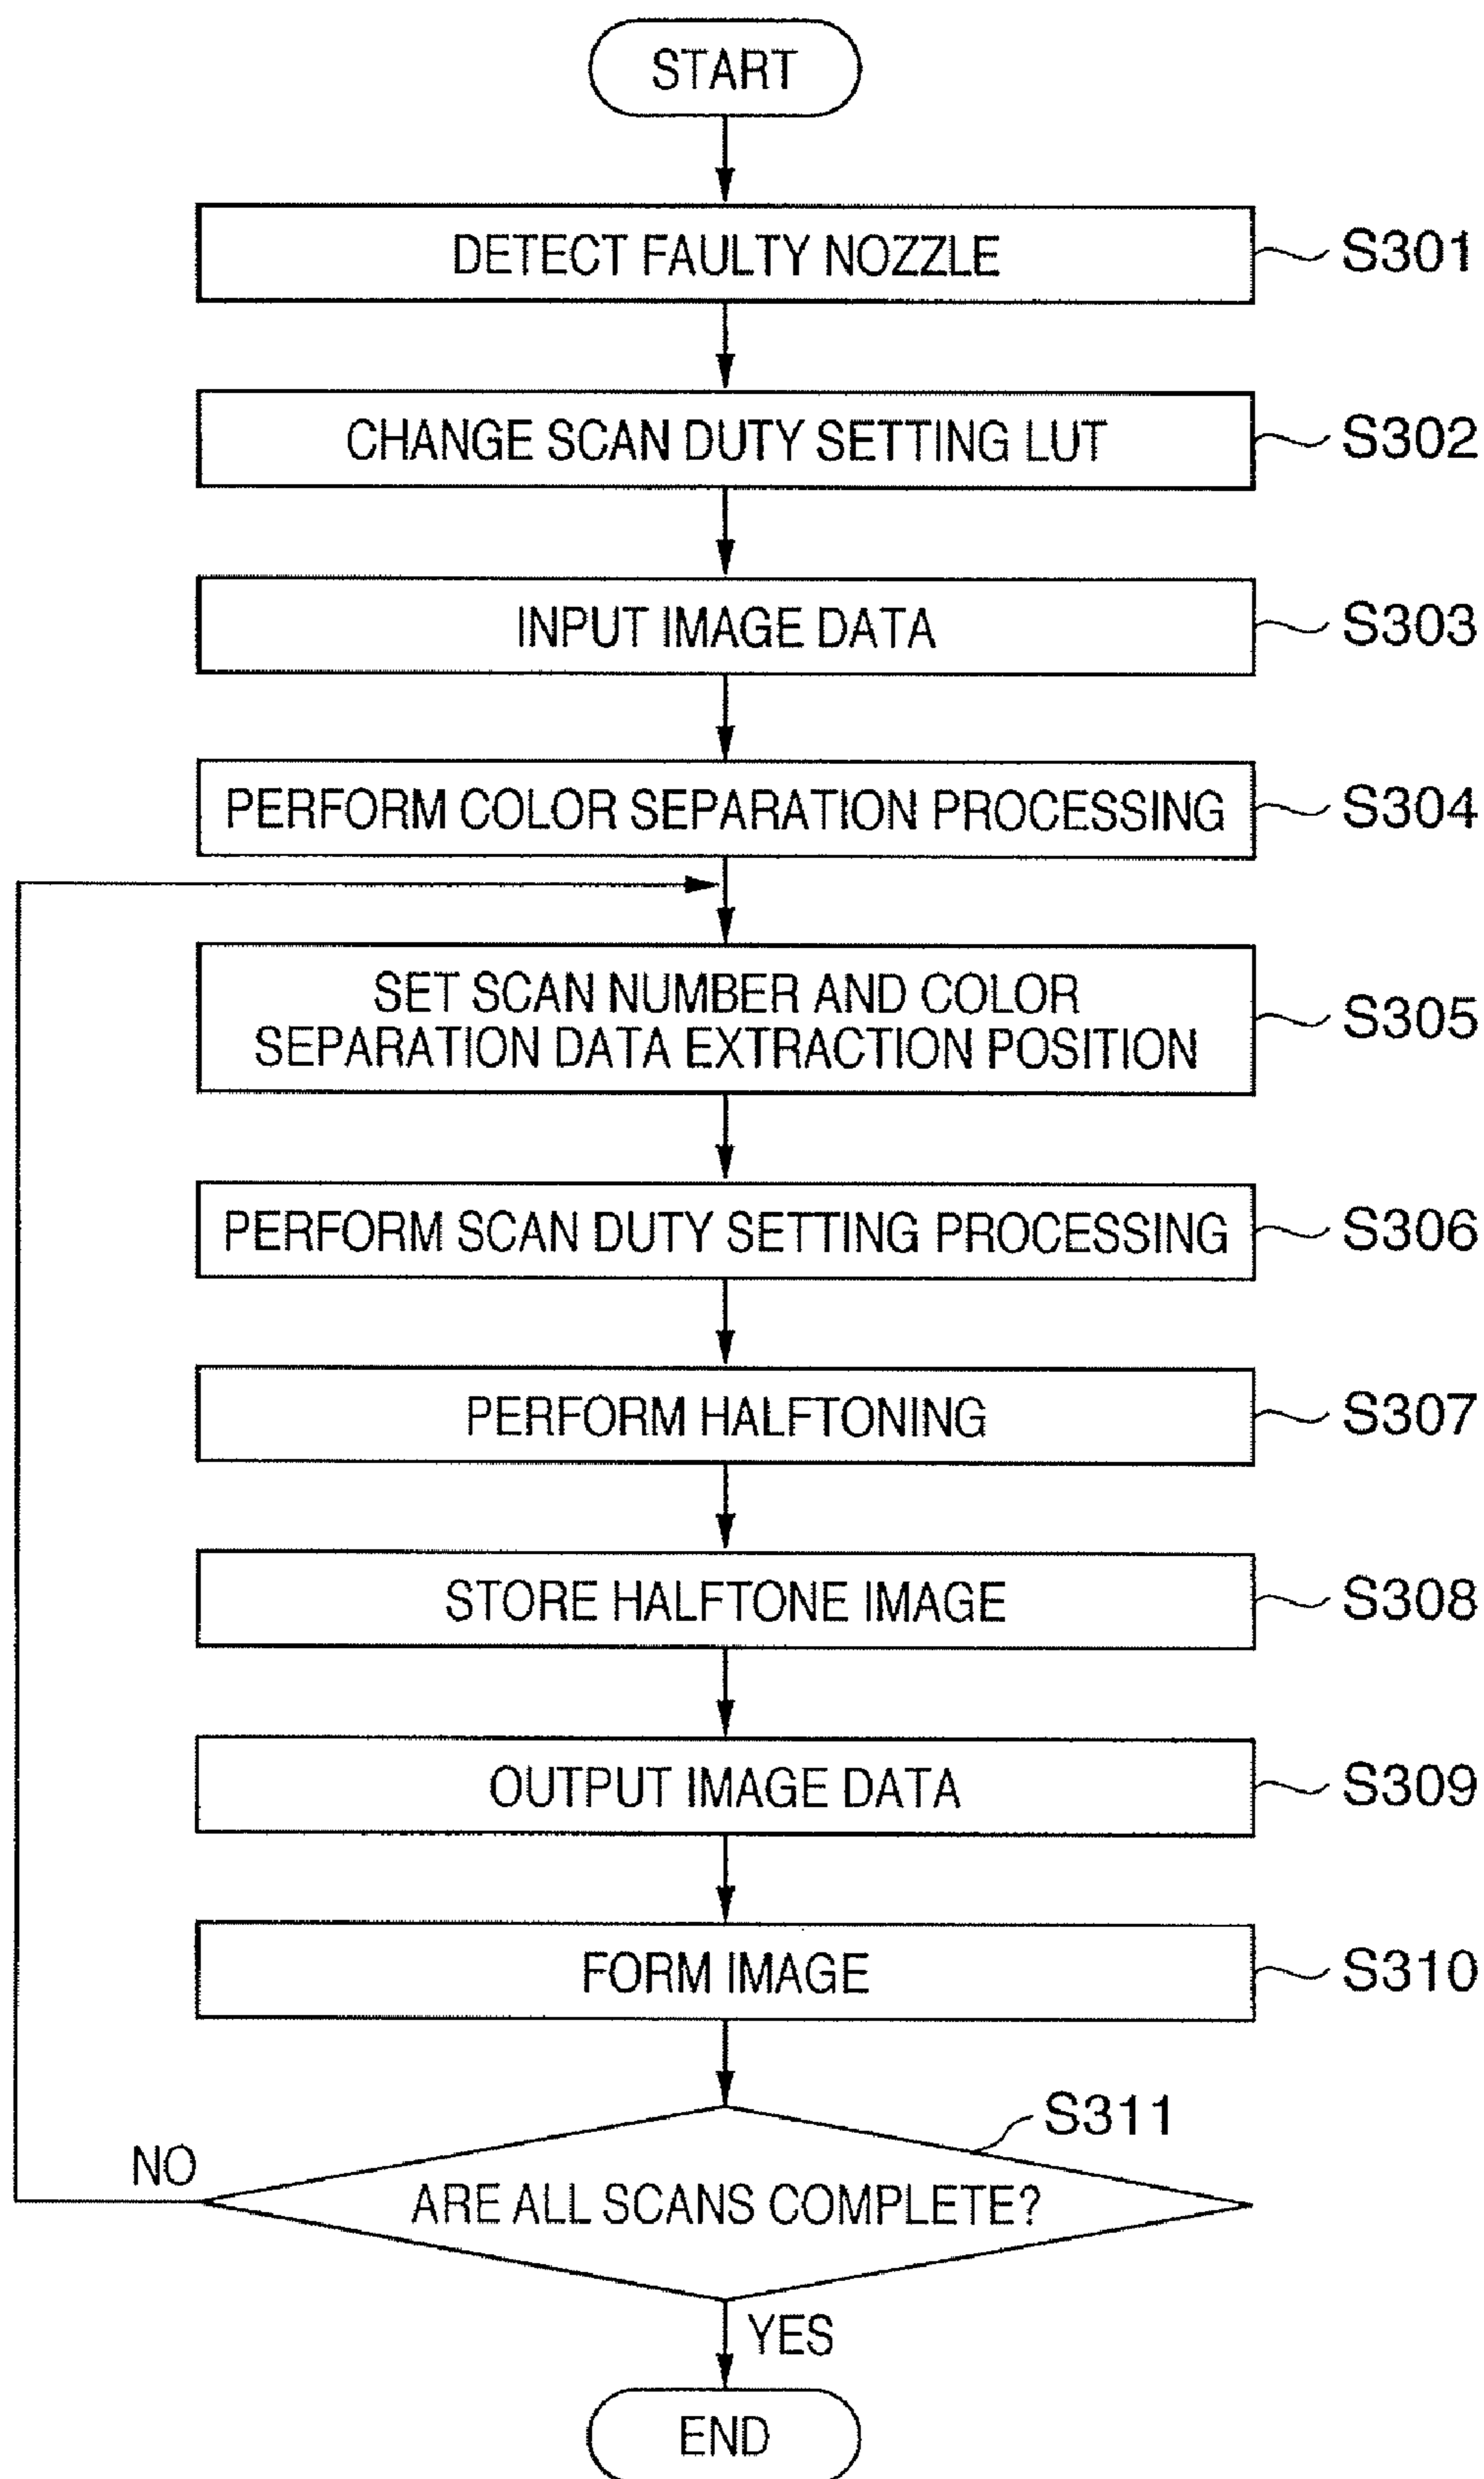 START
DETECT FAULTY NOZZLE
S301
CHANGE SCAN DUTY SETTING LUT
S302
INPUT IMAGE DATA
S303
PERFORM COLOR SEPARATION PROCESSING
S304
SET SCAN NUMBER AND COLOR
SEPARATION DATA EXTRACTION POSITION
S305
PERFORM SCAN DUTY SETTING PROCESSING
S306
PERFORM HALFTONING
S307
STORE HALFTONE IMAGE
S308
OUTPUT IMAGE DATA
S309
FORM IMAGE
S310
S311
NO
ARE ALL SCANS COMPLETE?
YES
END